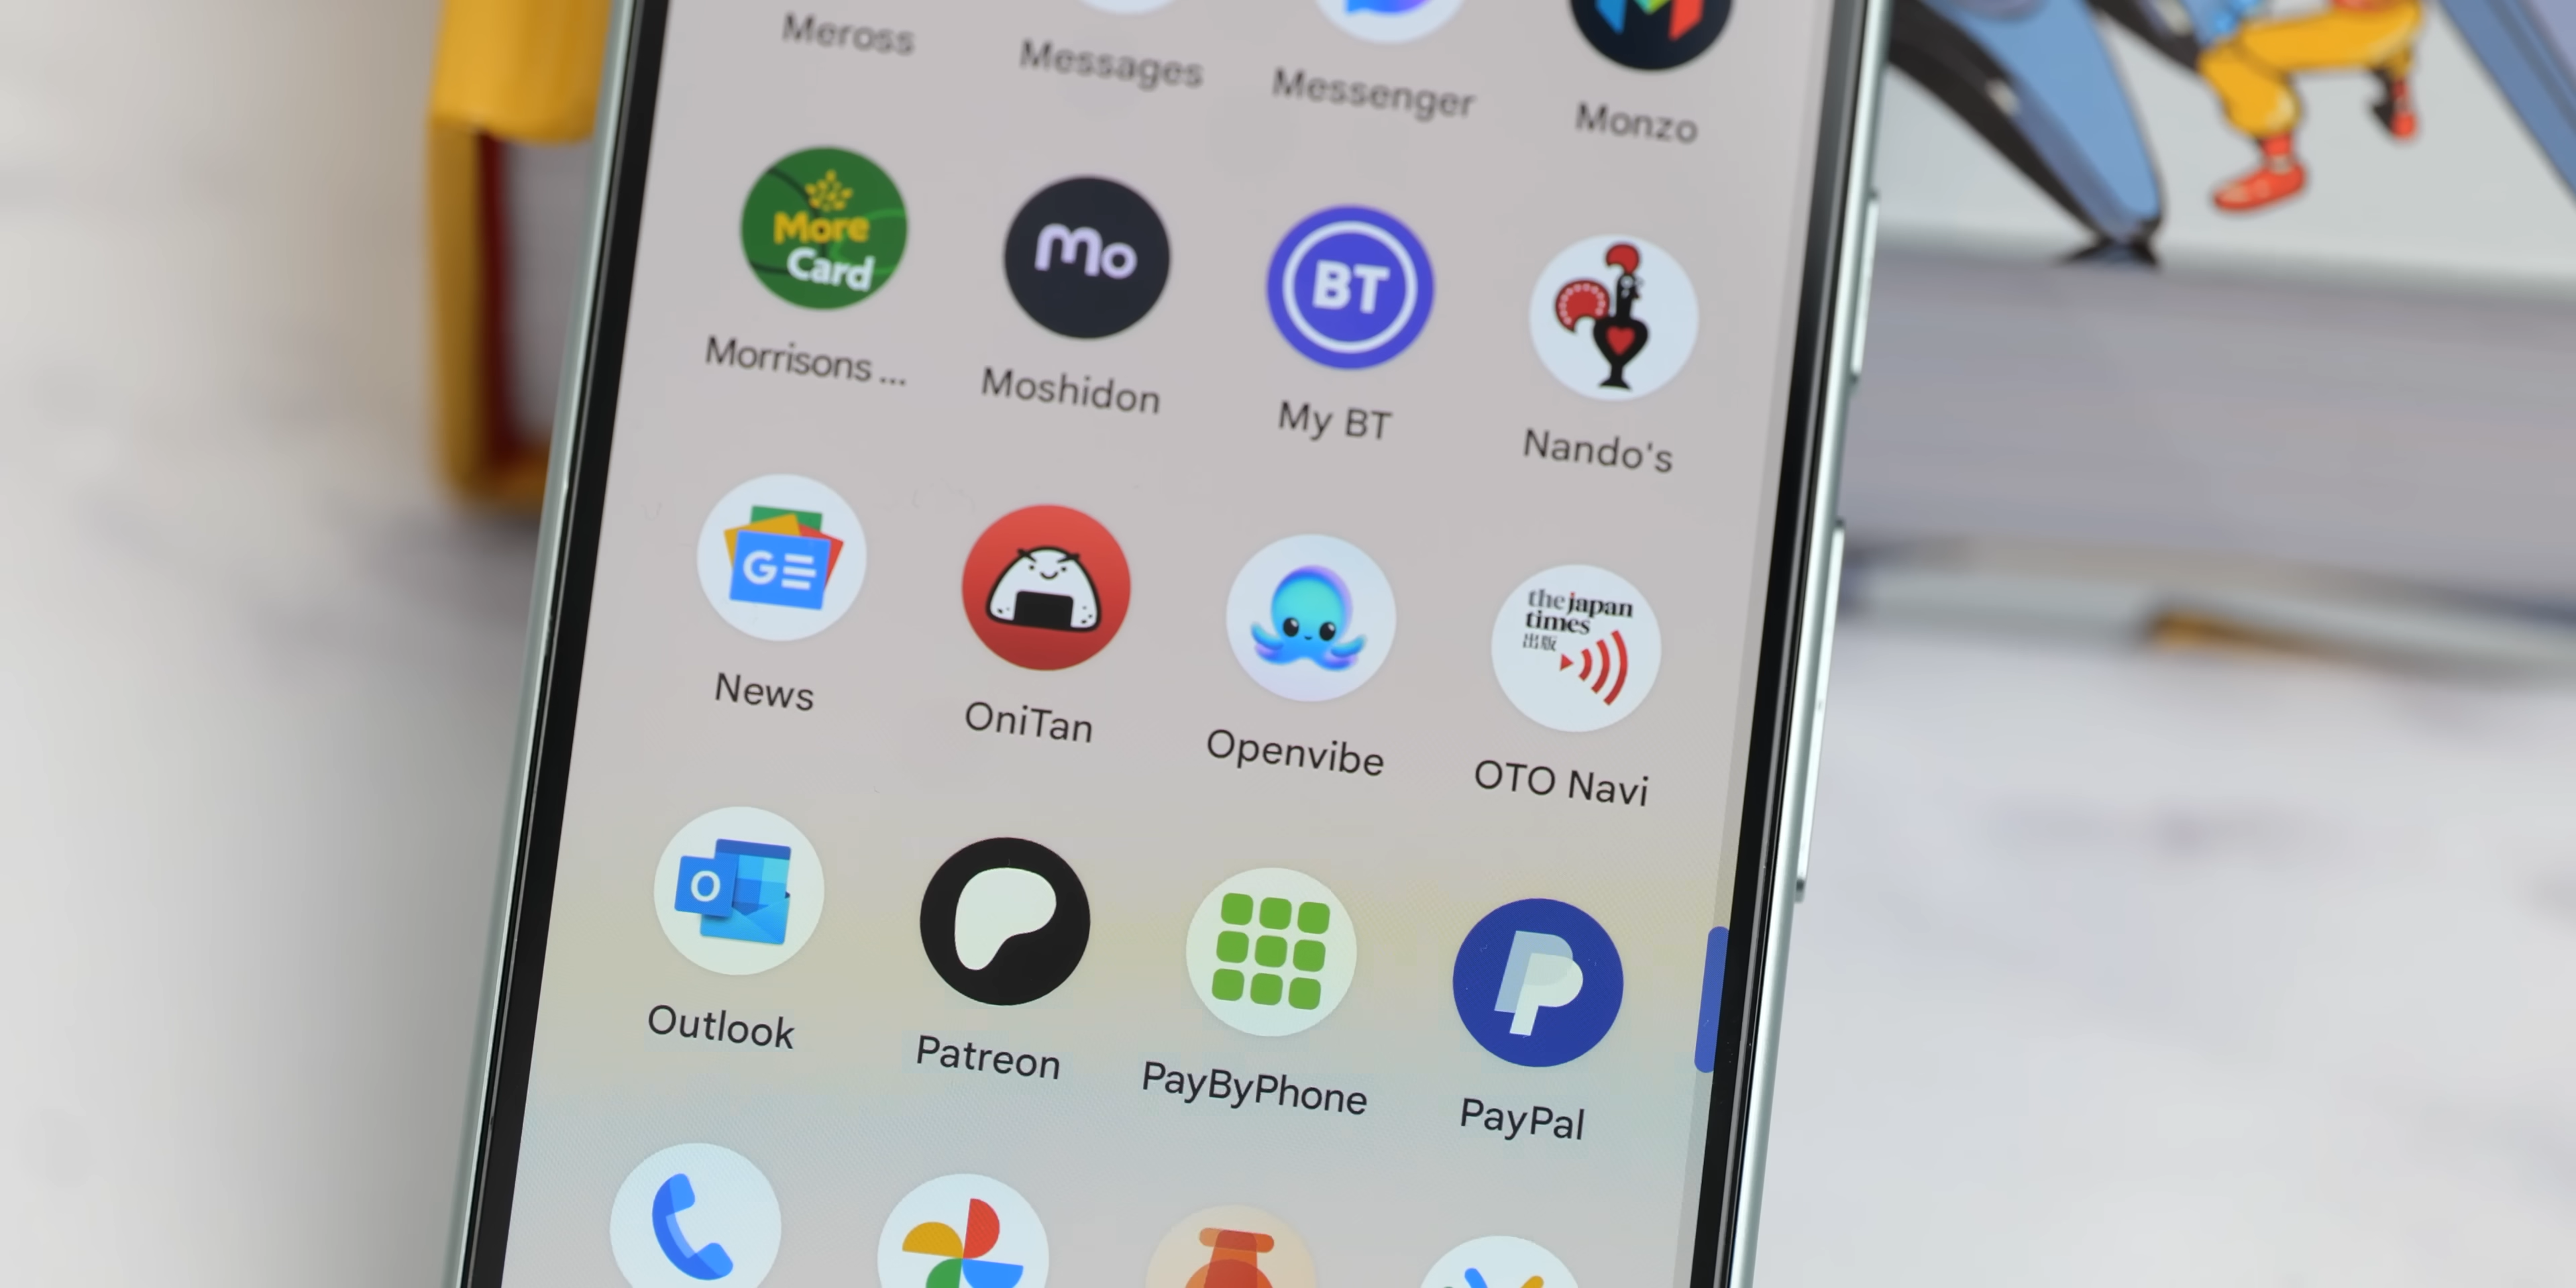 Meross
Messages
Messenger
Monzo
More
Card
mo
BT
Morrisons ...
Moshidon
My BT
Nando's
GE
the japan
times
出版
News
OniTan
Openvibe
OTO Navi
O
Outlook
Patreon
PayByPhone
PayPal